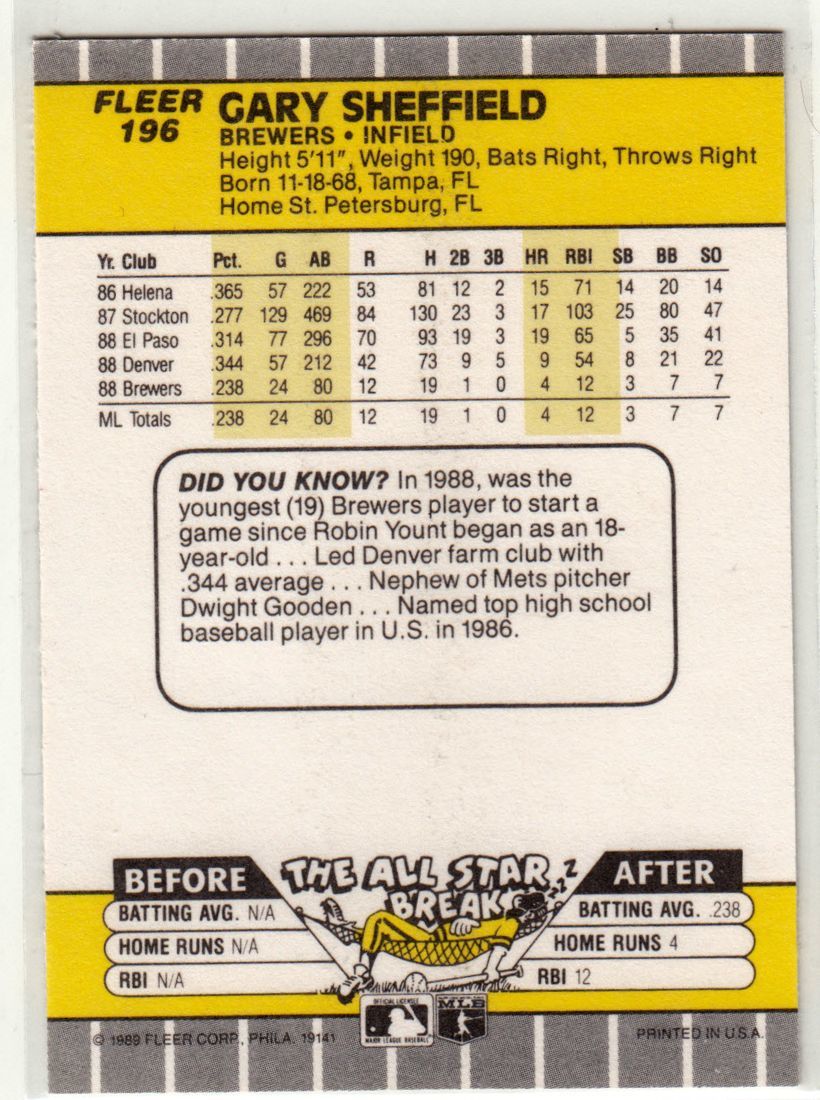 FLEER
196
GARY SHEFFIELD
BREWERS • INFIELD
Height 5'11", Weight 190, Bats Right, Throws Right
Born 11-18-68, Tampa, FL
Home St. Petersburg, FL
Yr. Club Pct. G AB R H 2B 3B HR RBI SB BB SO
86 Helena .365 57 222 53 81 12 2 15 71 14 20 14
87 Stockton .277 129 469 84 130 23 3 17 103 25 80 47
88 El Paso .314 77 296 70 93 19 3 19 65 5 35 41
88 Denver .344 57 212 42 73 9 5 9 54 8 21 22
88 Brewers .238 24 80 12 19 1 0 4 12 3 7 7
ML Totals .238 24 80 12 19 1 0 4 12 3 7 7
DID YOU KNOW? In 1988, was the
youngest (19) Brewers player to start a
game since Robin Yount began as an 18-
year-old . . . Led Denver farm club with
.344 average . . . Nephew of Mets pitcher
Dwight Gooden . . . Named top high school
baseball player in U.S. in 1986.
THE ALL STAR
BREAK
zzzZ
BEFORE
BATTING AVG. N/A
HOME RUNS N/A
RBI N/A
AFTER
BATTING AVG. .238
HOME RUNS 4
RBI 12
OFFICIAL LICENSEE
MAJOR LEAGUE BASEBALL
MLB
© 1989 FLEER CORP., PHILA. 19141
PRINTED IN U.S.A.